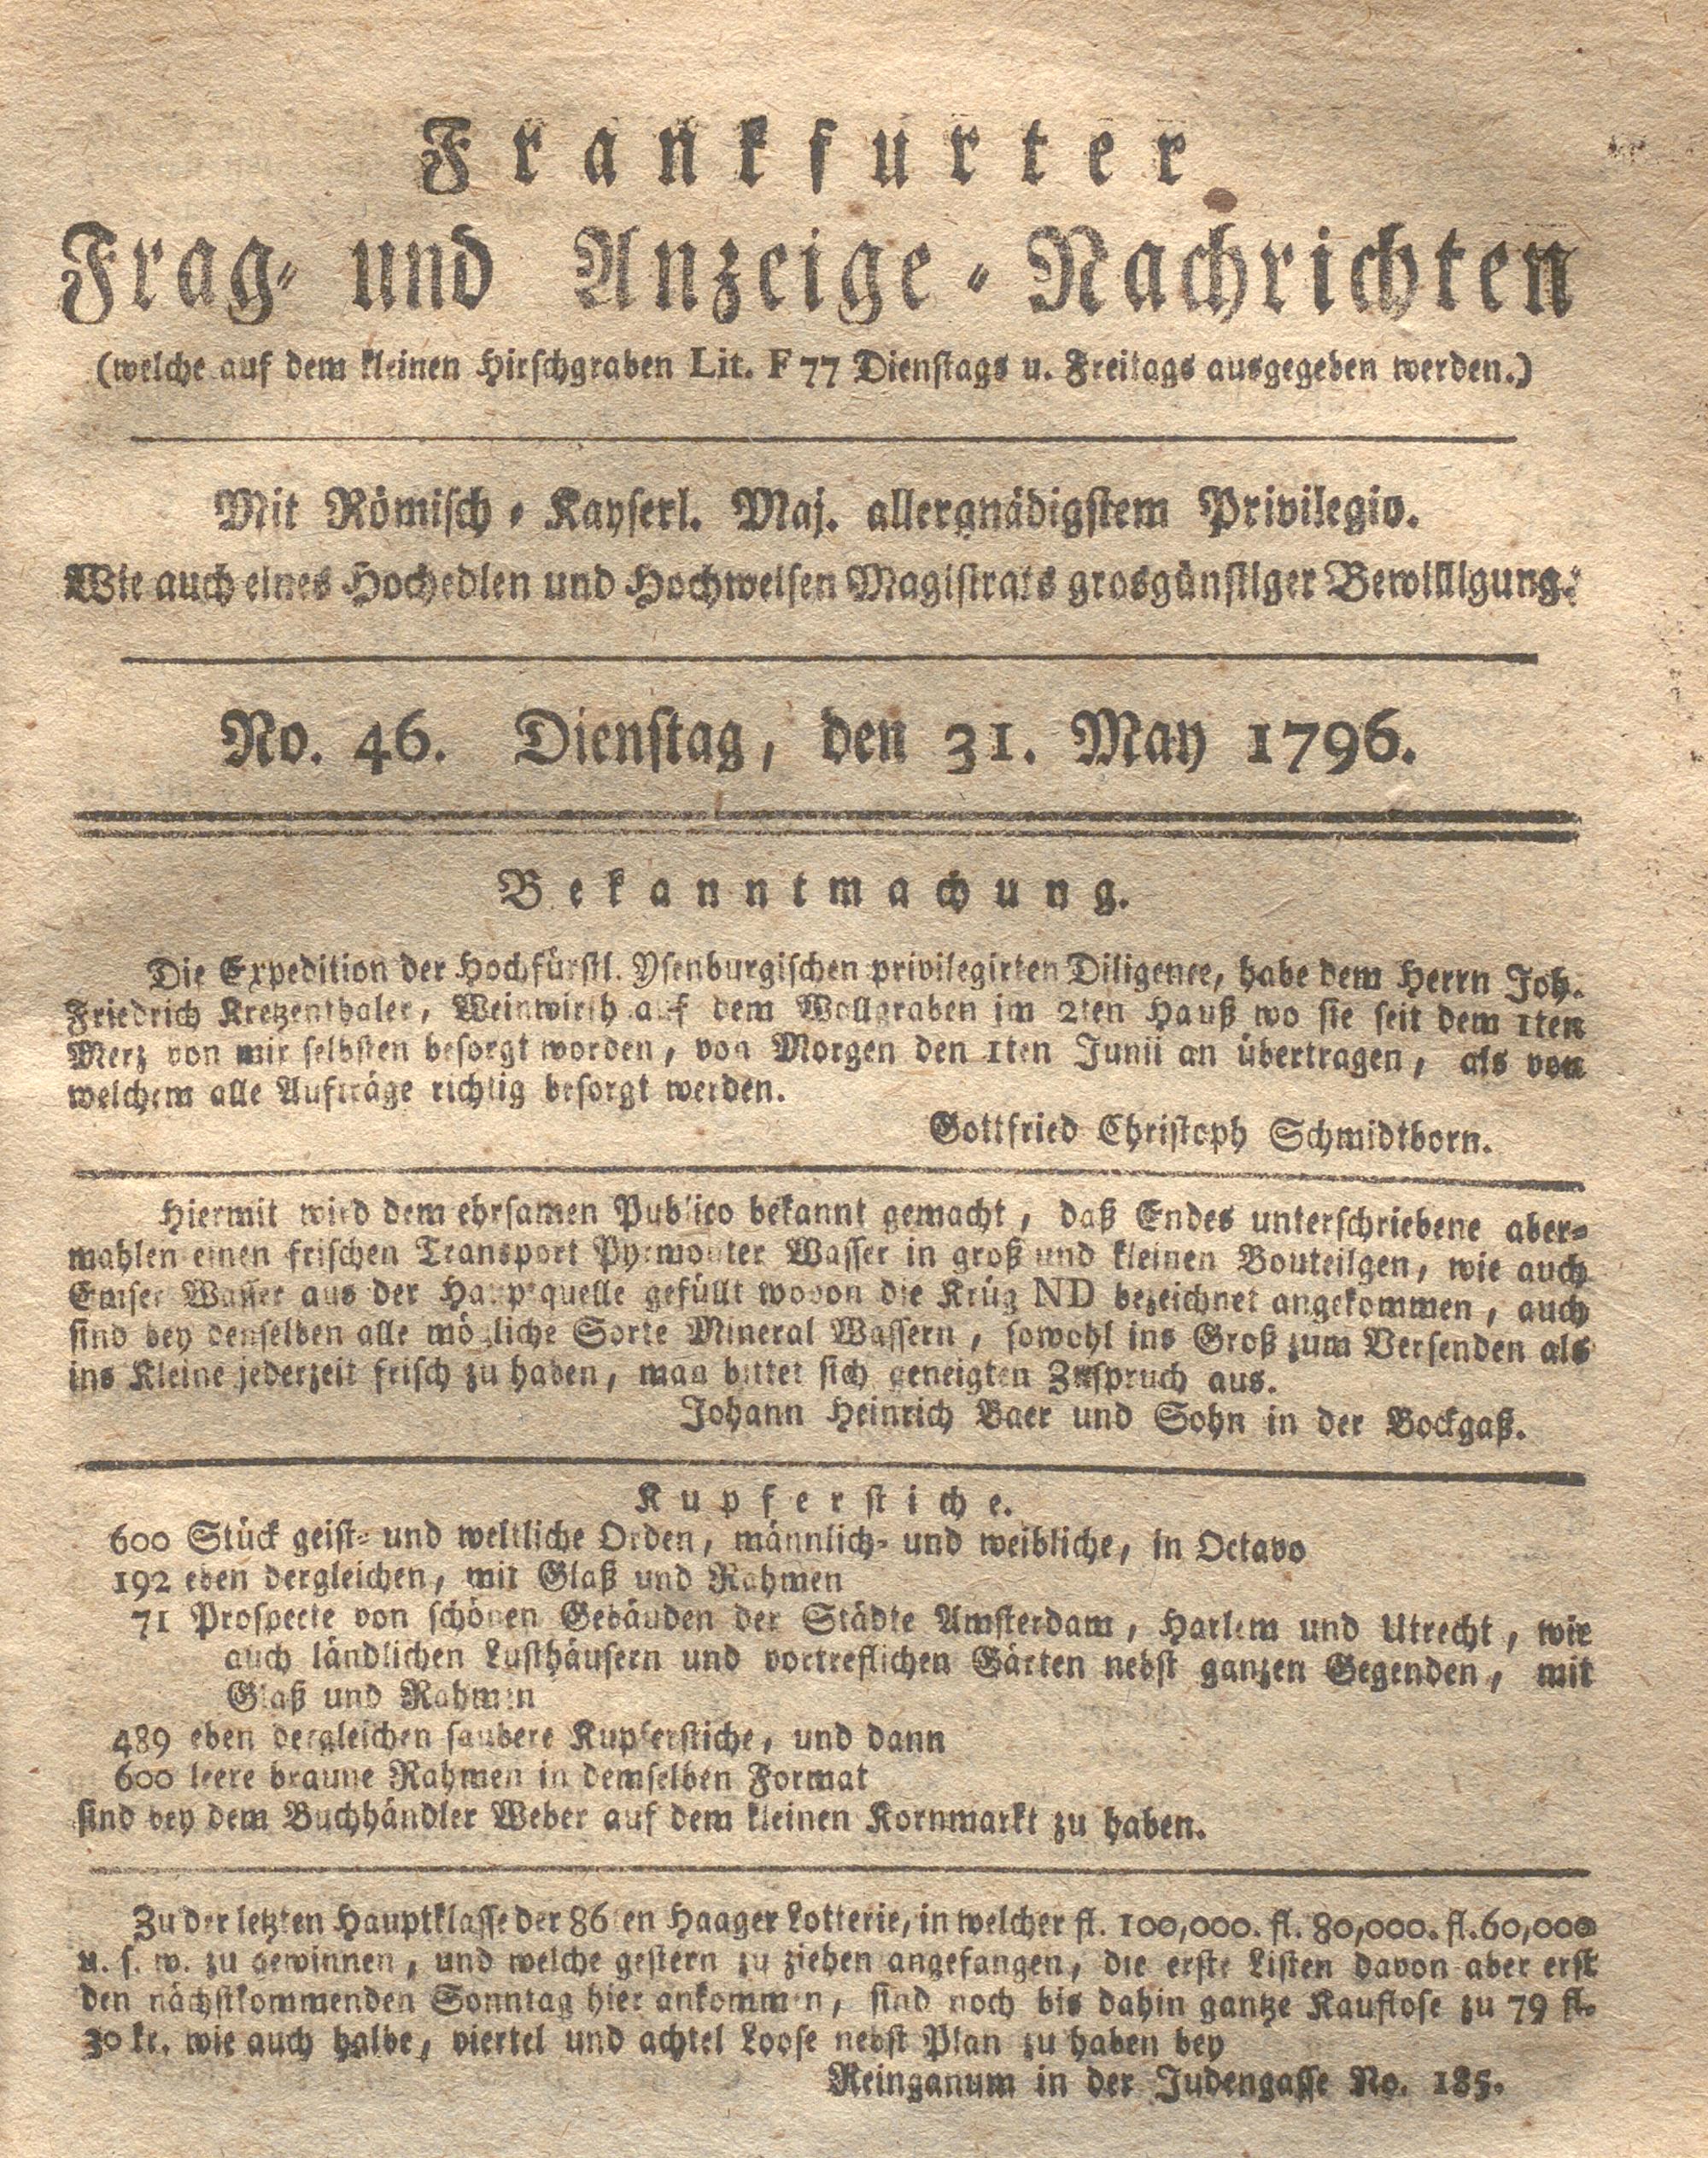 Frankfurter
Frag- und Anzeige-Nachrichten
(welche auf dem kleinen Hirschgraben Lit. F 77 Dienstags u. Freitags ausgegeben werden.)
Mit Römisch-Kayserl. Maj. allergnädigstem Privilegio.
Wie auch eines Hochedlen und Hochweisen Magistrats grosgünstiger Bewilligung.
No. 46. Dienstag, den 31. May 1796.
Bekanntmachung.
Die Expedition der Hochfürstl. Ysenburgischen privilegirten Diligence, habe dem Herrn Joh.
Friedrich Kretzenthaler, Weinwirth auf dem Wollgraben im 2ten Hauß wo sie seit dem 1ten
Merz von mir selbsten besorgt worden, von Morgen den 1ten Junii an übertragen, als von
welchem alle Aufträge richtig besorgt werden.
Gottfried Christoph Schmidtborn.
Hiermit wird dem ehrsamen Publico bekannt gemacht, daß Endes unterschriebene aber-
mahlen einen frischen Transport Pyrmonter Wasser in groß und kleinen Bouteilgen, wie auch
Emser Wasser aus der Hauptquelle gefüllt wovon die Krüg ND bezeichnet angekommen, auch
sind bey denselben alle mögliche Sorte Mineral Wassern, sowohl ins Groß zum Versenden als
ins Kleine jederzeit frisch zu haben, man bittet sich geneigten Zuspruch aus.
Johann Heinrich Baer und Sohn in der Bockgaß.
Kupferstiche.
600 Stück geist- und weltliche Orden, männlich- und weibliche, in Octavo
192 eben dergleichen, mit Glaß und Rahmen
71 Prospecte von schönen Gebäuden der Städte Amsterdam, Harlem und Utrecht, wie
auch ländlichen Lusthäusern und vortreflichen Gärten nebst ganzen Gegenden, mit
Glaß und Rahmen
489 eben dergleichen saubere Kupferstiche, und dann
600 leere braune Rahmen in demselben Format
sind bey dem Buchhändler Weber auf dem kleinen Kornmarkt zu haben.
Zu der letzten Hauptklasse der 86ten Haager Lotterie, in welcher fl. 100,000. fl. 80,000. fl. 60,000
u. s. w. zu gewinnen, und welche gestern zu ziehen angefangen, die erste Listen davon aber erst
den nächstkommenden Sonntag hier ankommen, sind noch bis dahin gantze Kauflose zu 79 fl.
30 kr. wie auch halbe, viertel und achtel Loose nebst Plan zu haben bey
Reinganum in der Judengasse No. 185.